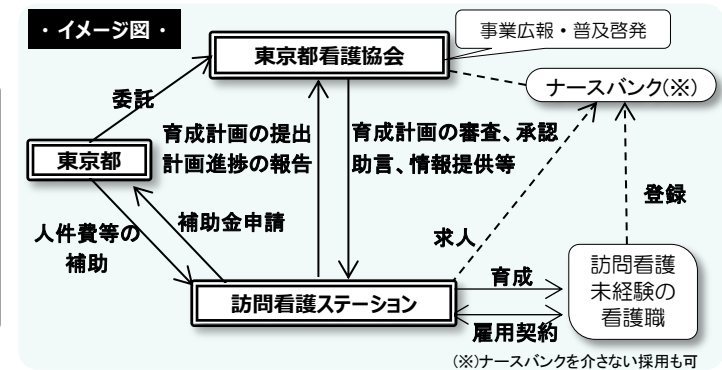 ・イメージ図・
事業広報・普及啓発
東京都看護協会
ナースバンク(※)
委託
育成計画の提出
計画進捗の報告
育成計画の審査、承認
助言、情報提供等
東京都
登録
補助金申請
人件費等の
補助
求人
訪問看護
未経験の
看護職
育成
訪問看護ステーション
雇用契約
(※)ナースバンクを介さない採用も可